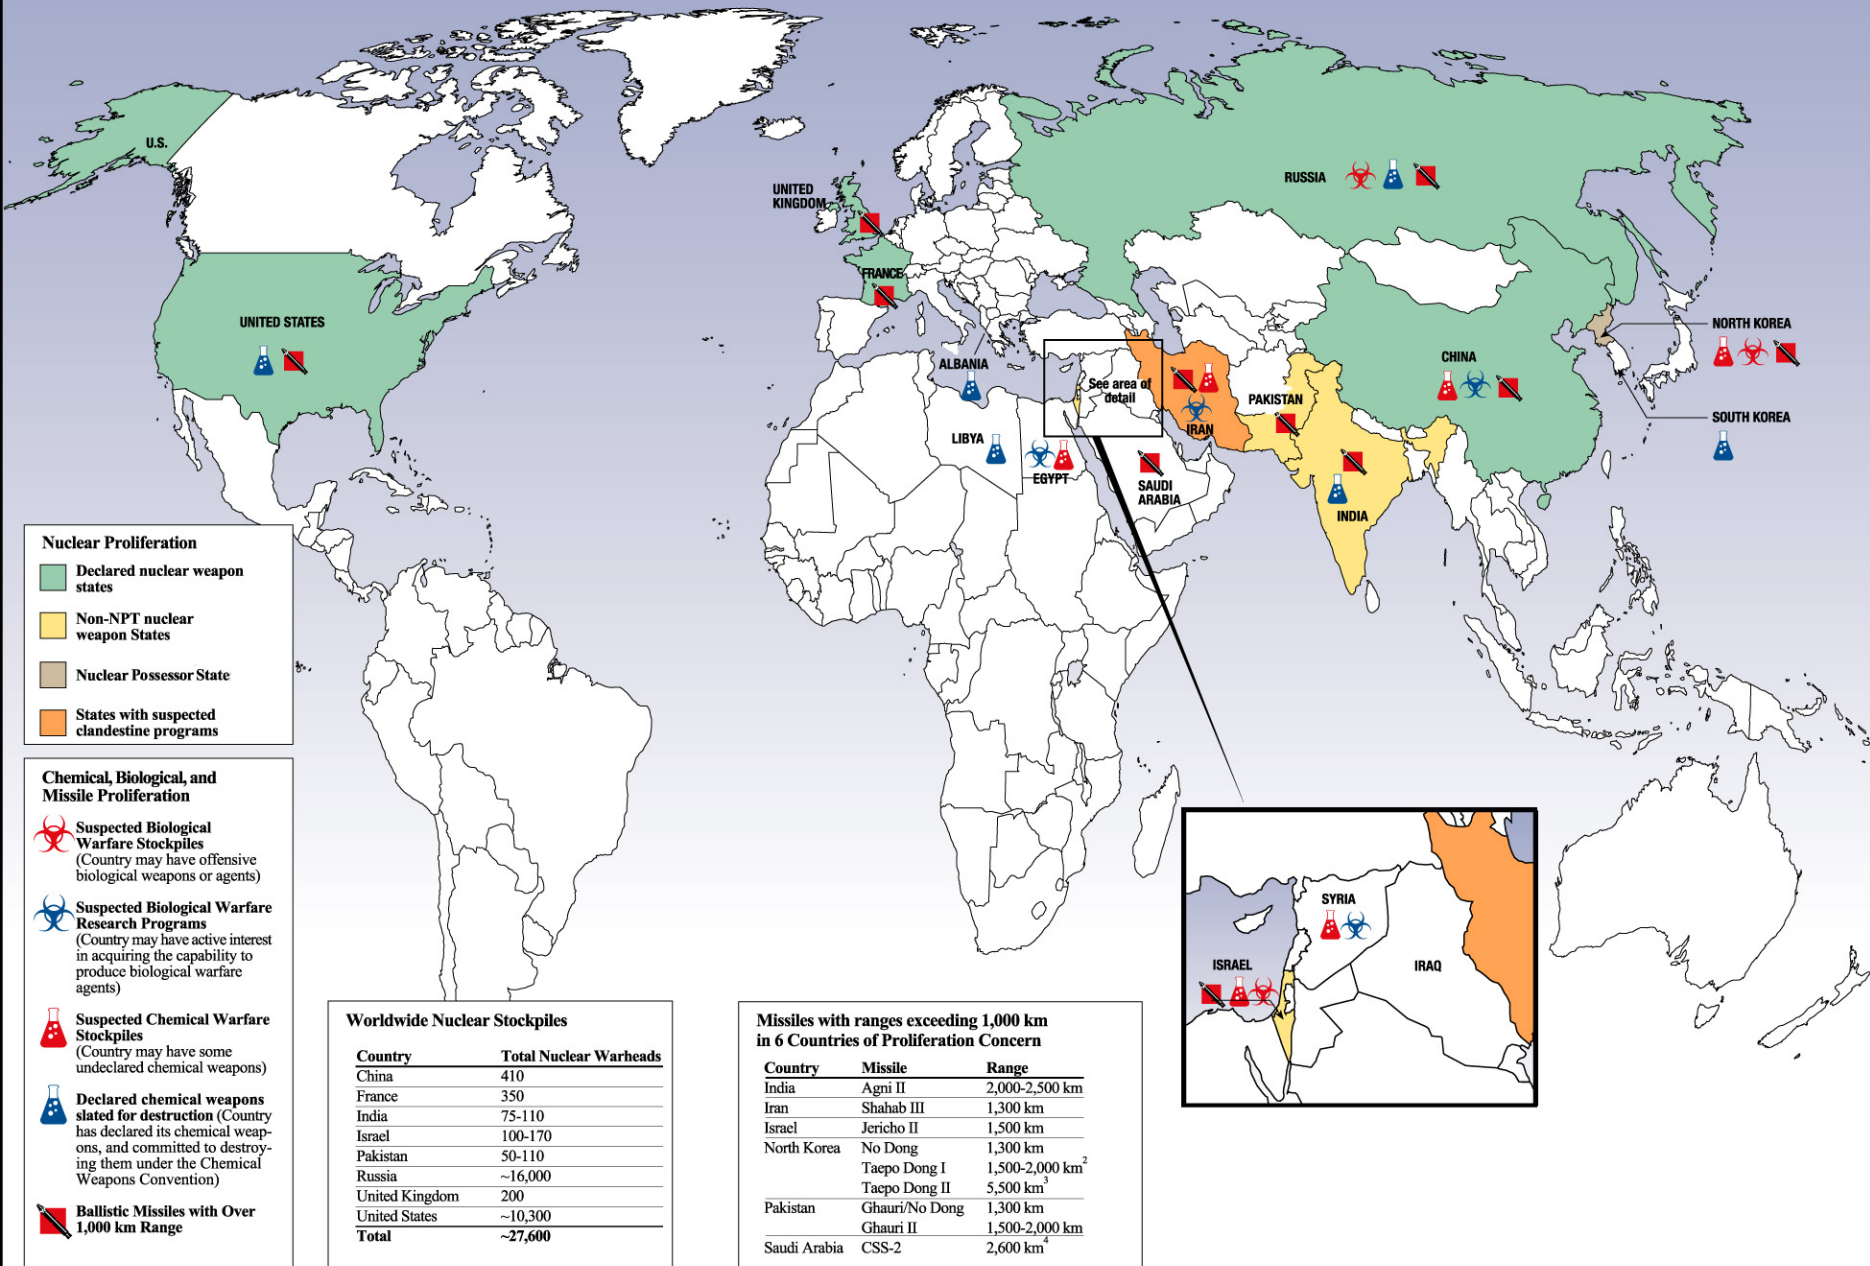 U.S.
UNITED STATES
UNITED
KINGDOM
FRANCE
ALBANIA
LIBYA
EGYPT
See area of
detail
SAUDI
ARABIA
IRAN
PAKISTAN
INDIA
RUSSIA
CHINA
NORTH KOREA
SOUTH KOREA
Nuclear Proliferation
Declared nuclear weapon
states
Non-NPT nuclear
weapon States
Nuclear Possessor State
States with suspected
clandestine programs
Chemical, Biological, and
Missile Proliferation
Suspected Biological
Warfare Stockpiles
(Country may have offensive
biological weapons or agents)
Suspected Biological Warfare
Research Programs
(Country may have active interest
in acquiring the capability to
produce biological warfare
agents)
Suspected Chemical Warfare
Stockpiles
(Country may have some
undeclared chemical weapons)
Declared chemical weapons
slated for destruction (Country
has declared its chemical weap-
ons, and committed to destroy-
ing them under the Chemical
Weapons Convention)
Ballistic Missiles with Over
1,000 km Range
Worldwide Nuclear Stockpiles
Country Total Nuclear Warheads
China 410
France 350
India 75-110
Israel 100-170
Pakistan 50-110
Russia ~16,000
United Kingdom 200
United States ~10,300
Total ~27,600
Missiles with ranges exceeding 1,000 km
in 6 Countries of Proliferation Concern
Country Missile Range
India Agni II 2,000-2,500 km
Iran Shahab III 1,300 km
Israel Jericho II 1,500 km
North Korea No Dong 1,300 km
Taepo Dong I 1,500-2,000 km²
Taepo Dong II 5,500 km³
Pakistan Ghauri/No Dong 1,300 km
Ghauri II 1,500-2,000 km
Saudi Arabia CSS-2 2,600 km⁴
SYRIA
ISRAEL
IRAQ